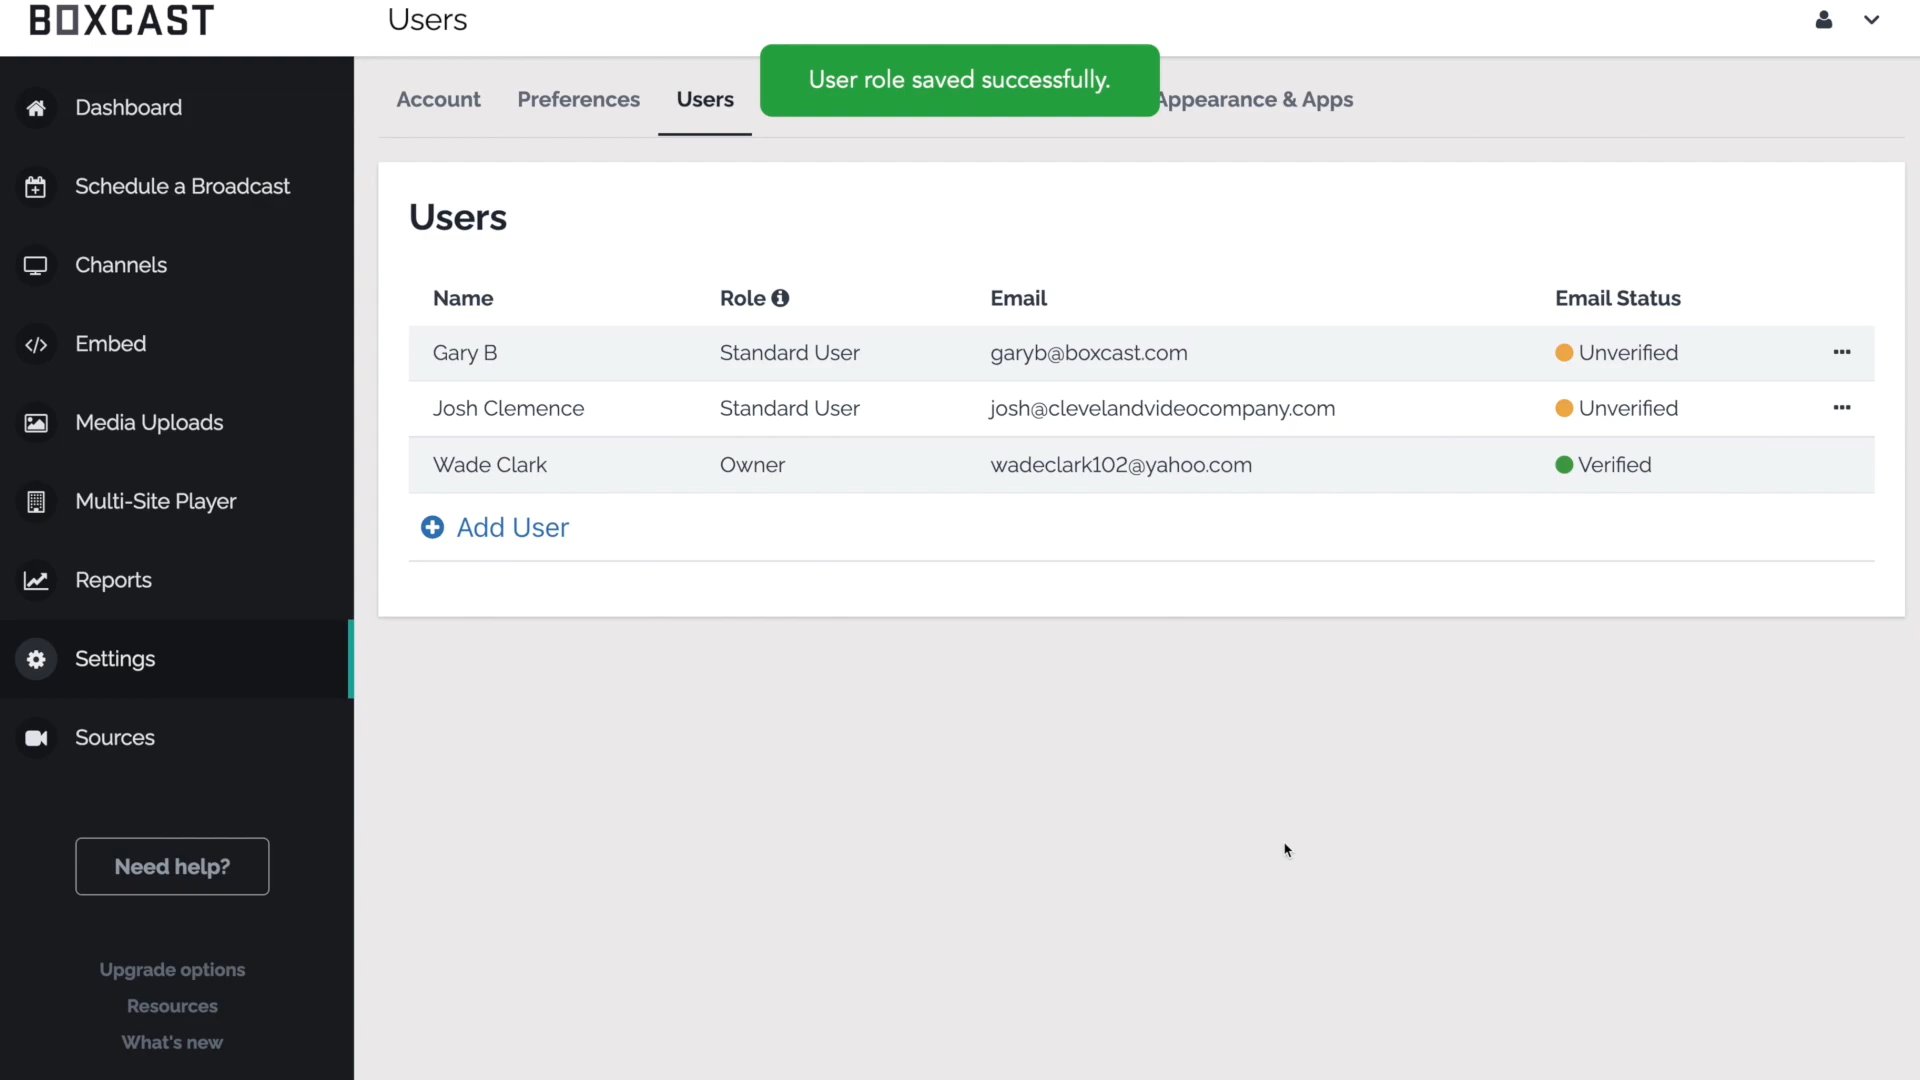 BOXCAST
Users
User role saved successfully.
Account Preferences Users Appearance & Apps
Dashboard
Schedule a Broadcast
Channels
Embed
Media Uploads
Multi-Site Player
Reports
Settings
Sources
Need help?
Upgrade options
Resources
What's new
Users
Name Role Email Email Status
Gary B Standard User garyb@boxcast.com Unverified ...
Josh Clemence Standard User josh@clevelandvideocompany.com Unverified ...
Wade Clark Owner wadeclark102@yahoo.com Verified
Add User